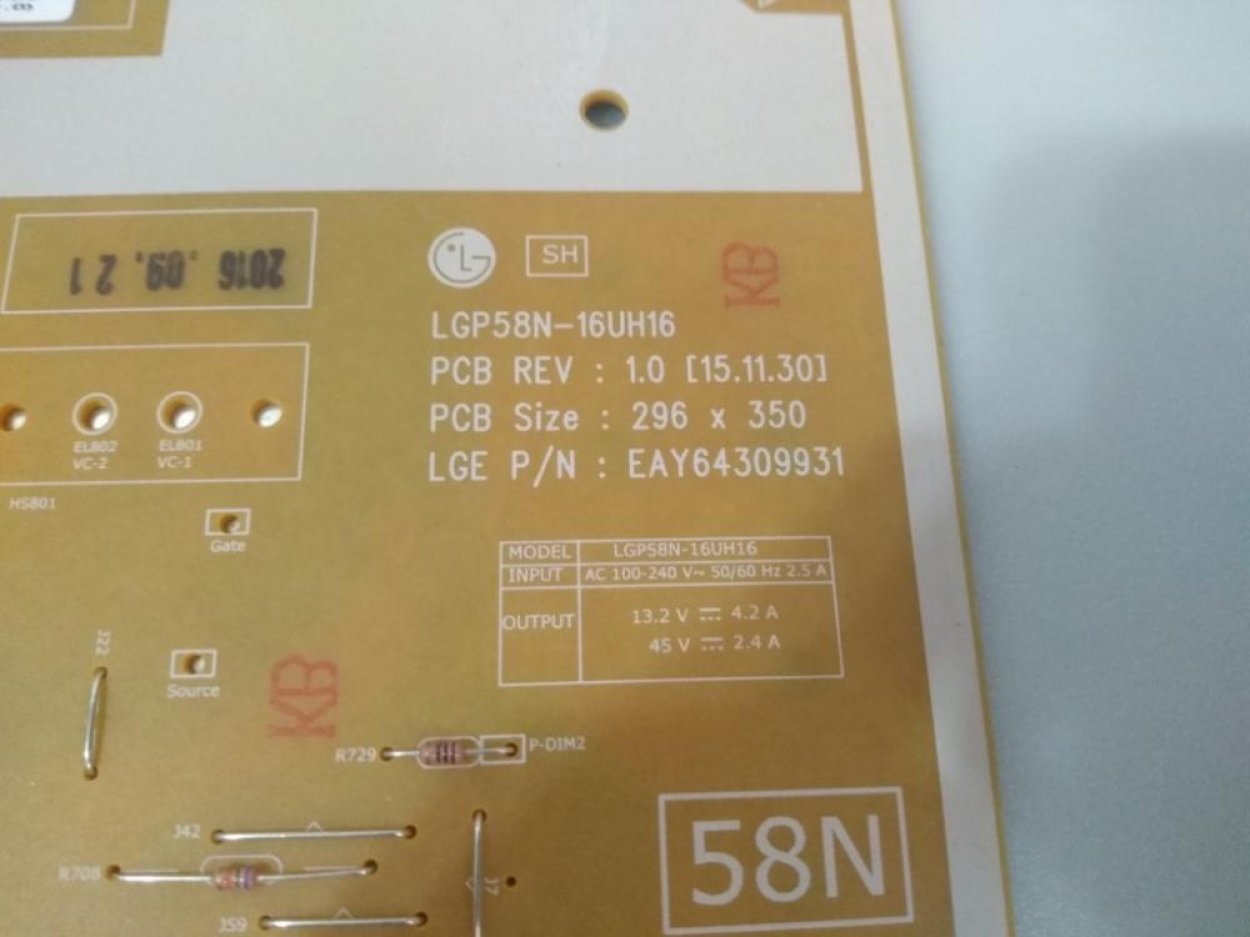 2016. 09. 21
LG
SH
KB
LGP58N-16UH16
PCB REV : 1.0 [15.11.30]
PCB Size : 296 x 350
LGE P/N : EAY64309931
EL802
VC-2
EL801
VC-1
HS801
Gate
MODEL LGP58N-16UH16
INPUT AC 100-240 V~ 50/60 Hz 2.5 A
OUTPUT 13.2 V ⎓ 4.2 A
45 V ⎓ 2.4 A
J22
Source
KB
R729
P-DIM2
J42
R708
J7
J59
58N